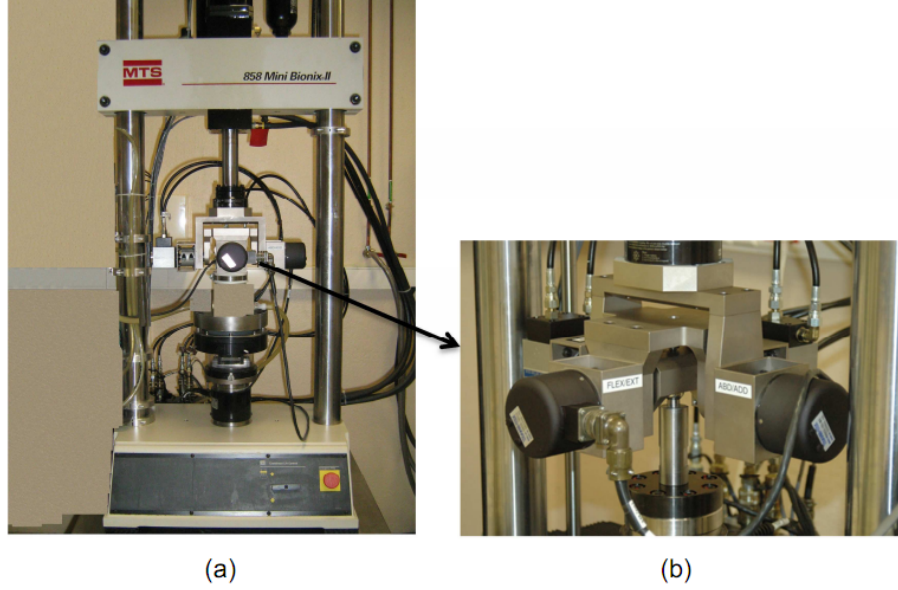 MTS
858 Mini Bionix II
FLEX/EXT
ABD/ADD
(a)
(b)